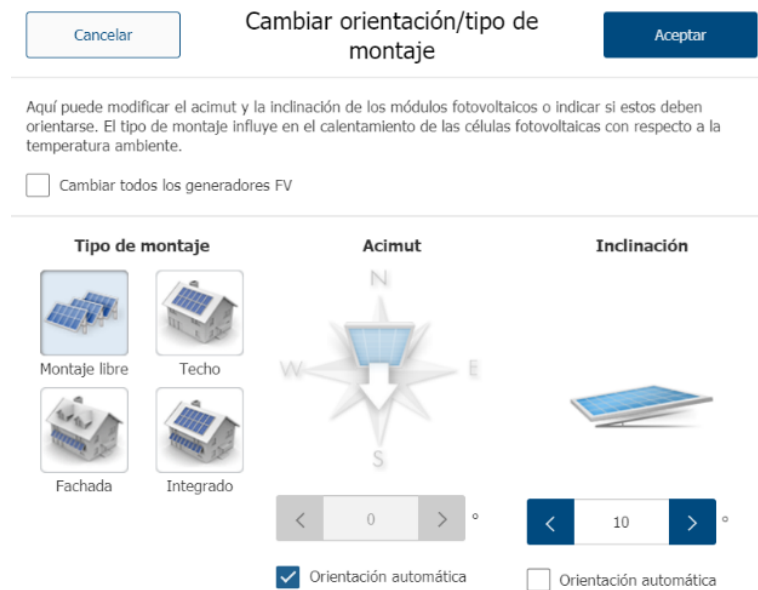 Cancelar
Cambiar orientación/tipo de
montaje
Aceptar
Aquí puede modificar el acimut y la inclinación de los módulos fotovoltaicos o indicar si estos deben
orientarse. El tipo de montaje influye en el calentamiento de las células fotovoltaicas con respecto a la
temperatura ambiente.
Cambiar todos los generadores FV
Tipo de montaje
Montaje libre
Techo
Fachada
Integrado
Acimut
N
W
E
S
0
°
Orientación automática
Inclinación
10
°
Orientación automática